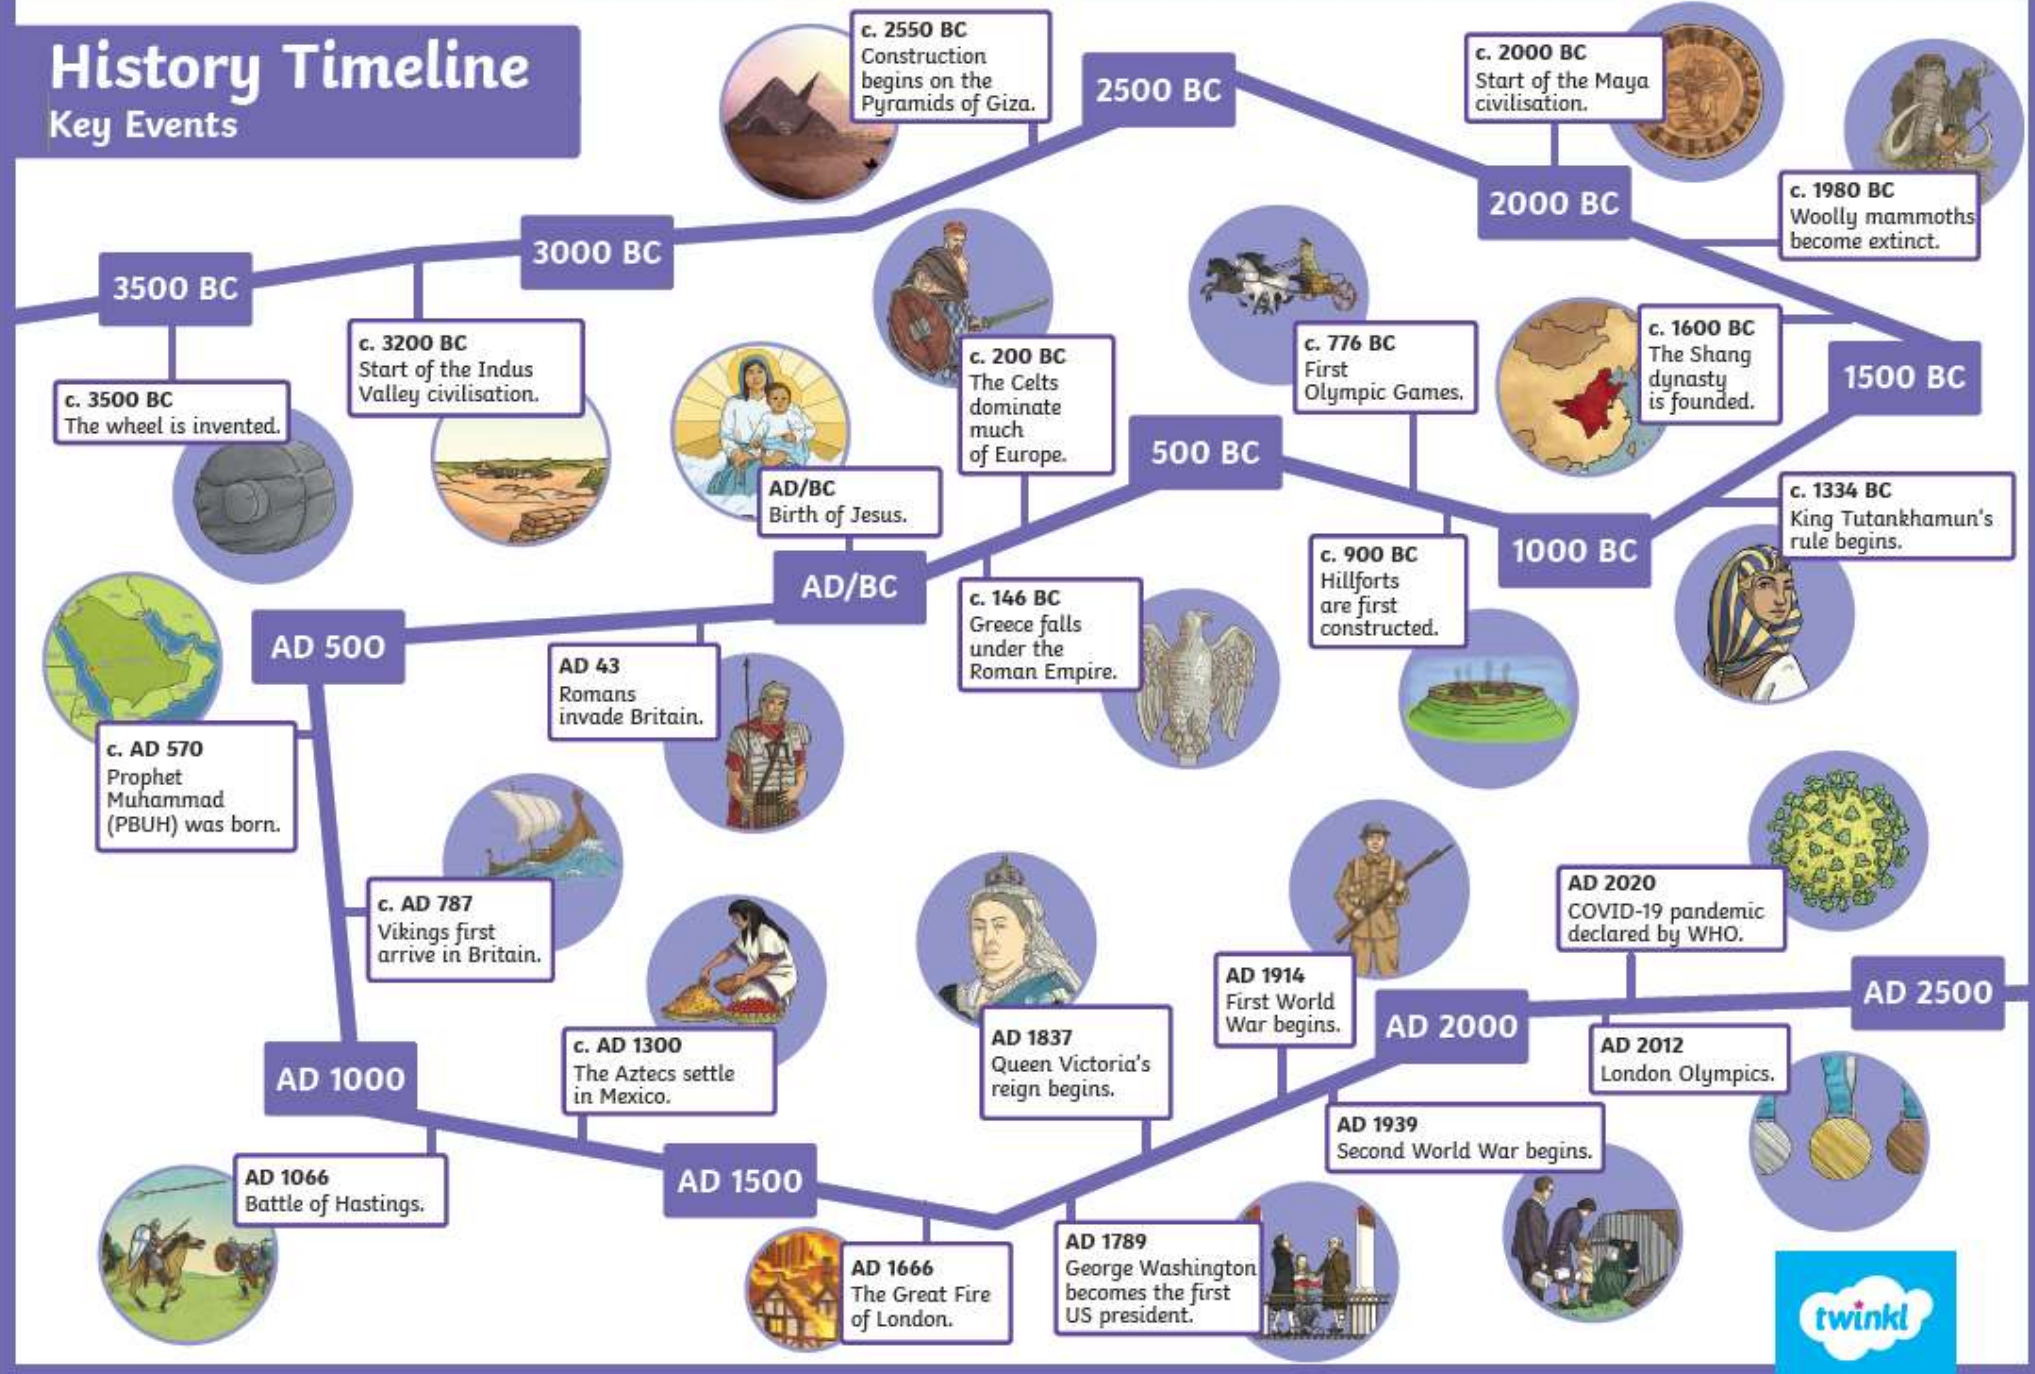 History Timeline
Key Events
3500 BC
c. 3500 BC
The wheel is invented.
c. 3200 BC
Start of the Indus
Valley civilisation.
3000 BC
c. 2550 BC
Construction
begins on the
Pyramids of Giza.
2500 BC
c. 2000 BC
Start of the Maya
civilisation.
2000 BC
c. 1980 BC
Woolly mammoths
become extinct.
c. 1600 BC
The Shang
dynasty
is founded.
1500 BC
c. 1334 BC
King Tutankhamun's
rule begins.
1000 BC
c. 900 BC
Hillforts
are first
constructed.
c. 776 BC
First
Olympic Games.
500 BC
c. 200 BC
The Celts
dominate
much
of Europe.
c. 146 BC
Greece falls
under the
Roman Empire.
AD/BC
Birth of Jesus.
AD/BC
AD 43
Romans
invade Britain.
AD 500
c. AD 570
Prophet
Muhammad
(PBUH) was born.
c. AD 787
Vikings first
arrive in Britain.
AD 1000
AD 1066
Battle of Hastings.
c. AD 1300
The Aztecs settle
in Mexico.
AD 1500
AD 1666
The Great Fire
of London.
AD 1789
George Washington
becomes the first
US president.
AD 1837
Queen Victoria's
reign begins.
AD 1914
First World
War begins.
AD 1939
Second World War begins.
AD 2000
AD 2012
London Olympics.
AD 2020
COVID-19 pandemic
declared by WHO.
AD 2500
twinkl